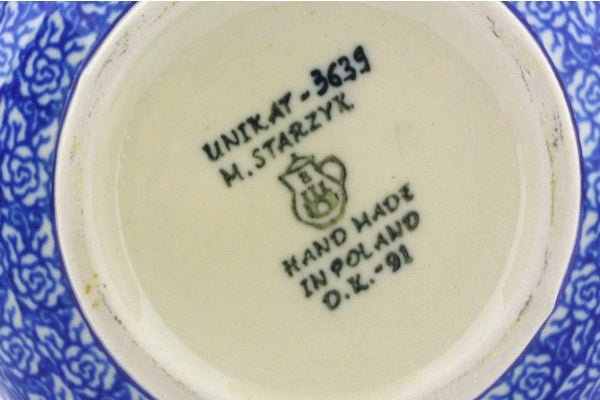 UNIKAT - 3639
M. STARZYK
B
HAND MADE
IN POLAND
D.K.-91